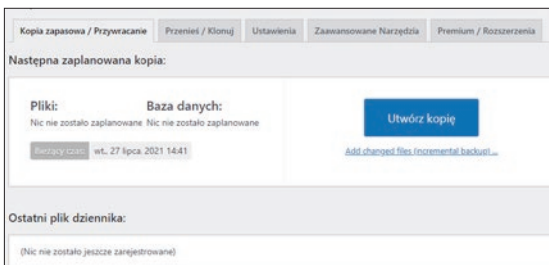 Kopia zapasowa / Przywracanie Przenieś / Klonuj Ustawienia Zaawansowane Narzędzia Premium / Rozszerzenia
Następna zaplanowana kopia:
Pliki: Baza danych:
Nic nie zostało zaplanowane Nic nie zostało zaplanowane
Bieżący czas: wt., 27 lipca, 2021 14:41
Utwórz kopię
Add changed files (incremental backup) ...
Ostatni plik dziennika:
(Nic nie zostało jeszcze zarejestrowane)